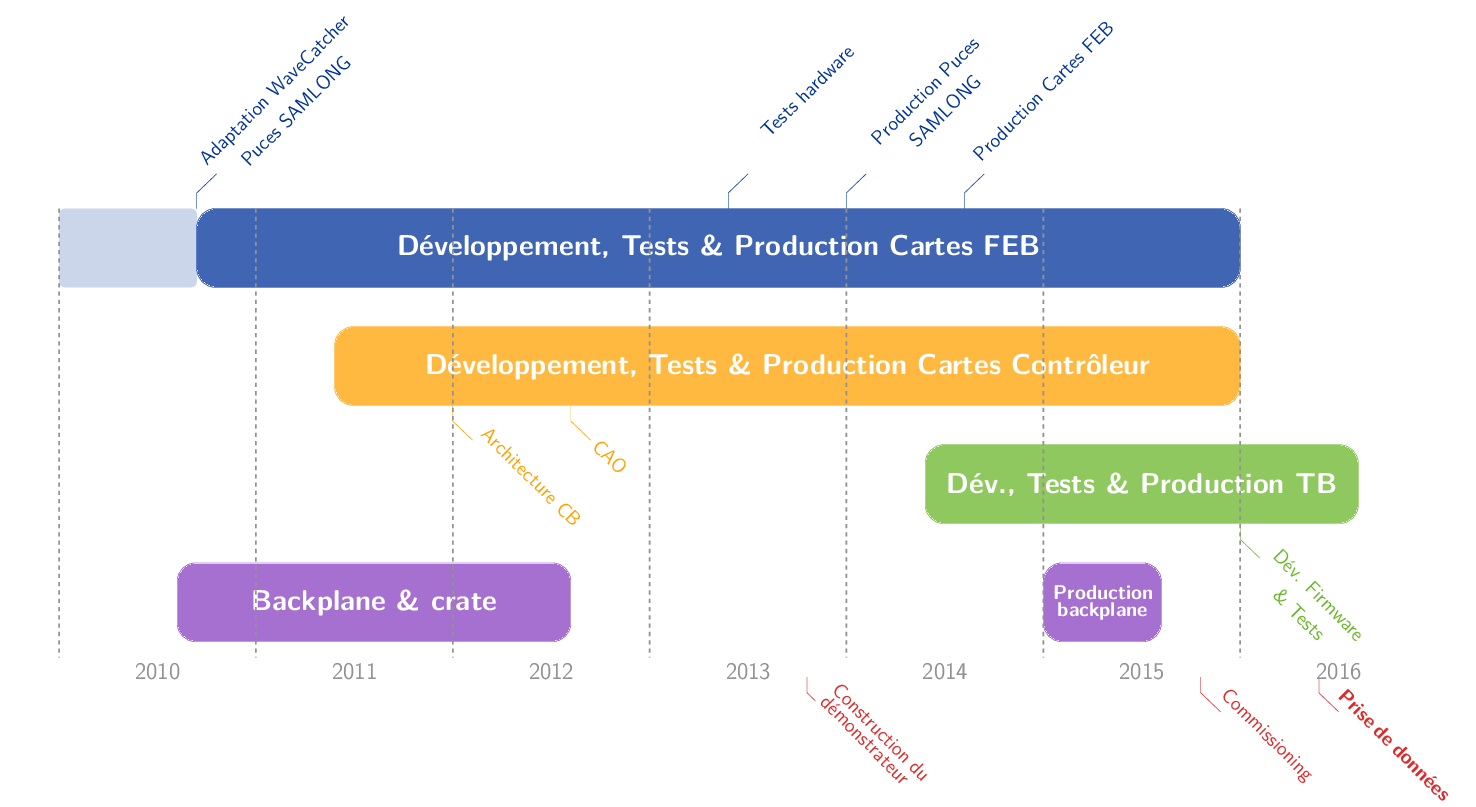 Adaptation WaveCatcher
Puces SAMLONG
Tests hardware
Production Puces
SAMLONG
Production Cartes FEB
Développement, Tests & Production Cartes FEB
Développement, Tests & Production Cartes Contrôleur
Architecture CB
CAO
Dév., Tests & Production TB
Dév. Firmware
& Tests
Backplane & crate
Production
backplane
2010
2011
2012
2013
2014
2015
2016
Construction du
démonstrateur
Commissioning
Prise de données